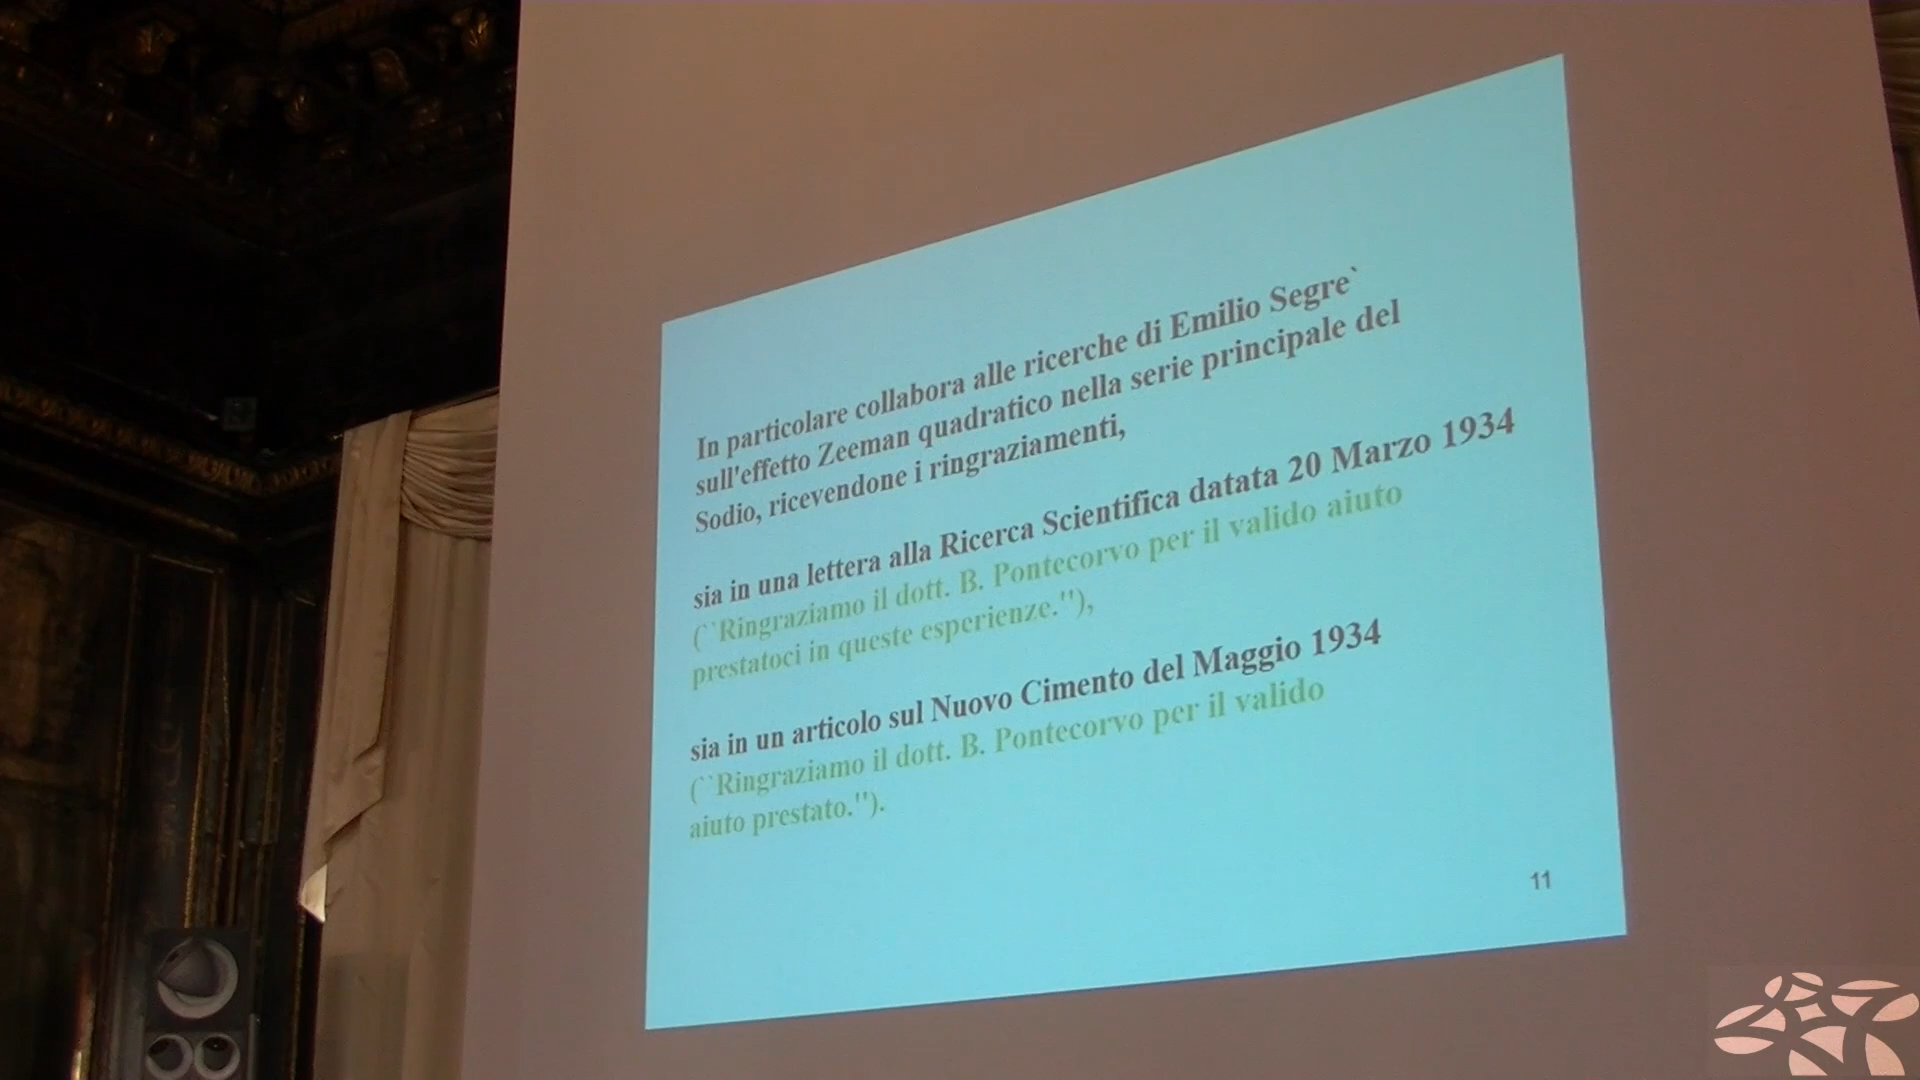 In particolare collabora alle ricerche di Emilio Segre`
sull'effetto Zeeman quadratico nella serie principale del
Sodio, ricevendone i ringraziamenti,
sia in una lettera alla Ricerca Scientifica datata 20 Marzo 1934
(``Ringraziamo il dott. B. Pontecorvo per il valido aiuto
prestatoci in queste esperienze.''),
sia in un articolo sul Nuovo Cimento del Maggio 1934
(``Ringraziamo il dott. B. Pontecorvo per il valido
aiuto prestato.'').
11